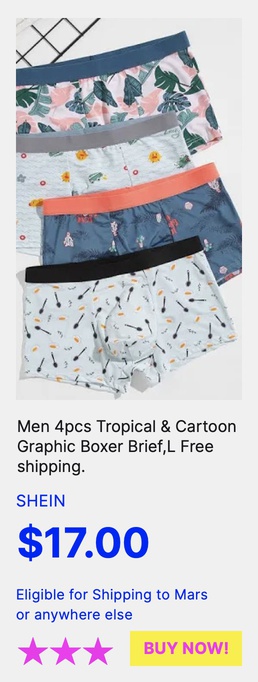 Men 4pcs Tropical & Cartoon
Graphic Boxer Brief,L Free
shipping.
SHEIN
$17.00
Eligible for Shipping to Mars
or anywhere else
BUY NOW!